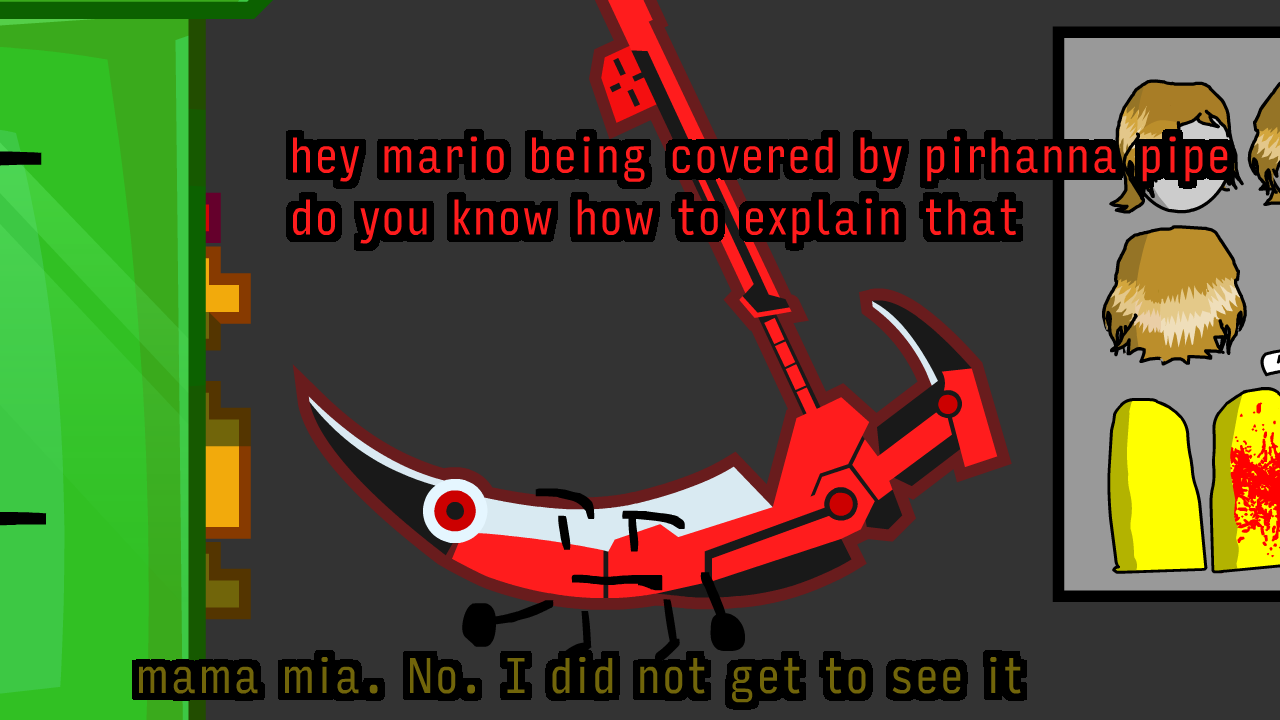 hey mario being covered by pirhanna pipe
do you know how to explain that
mama mia. No. I did not get to see it